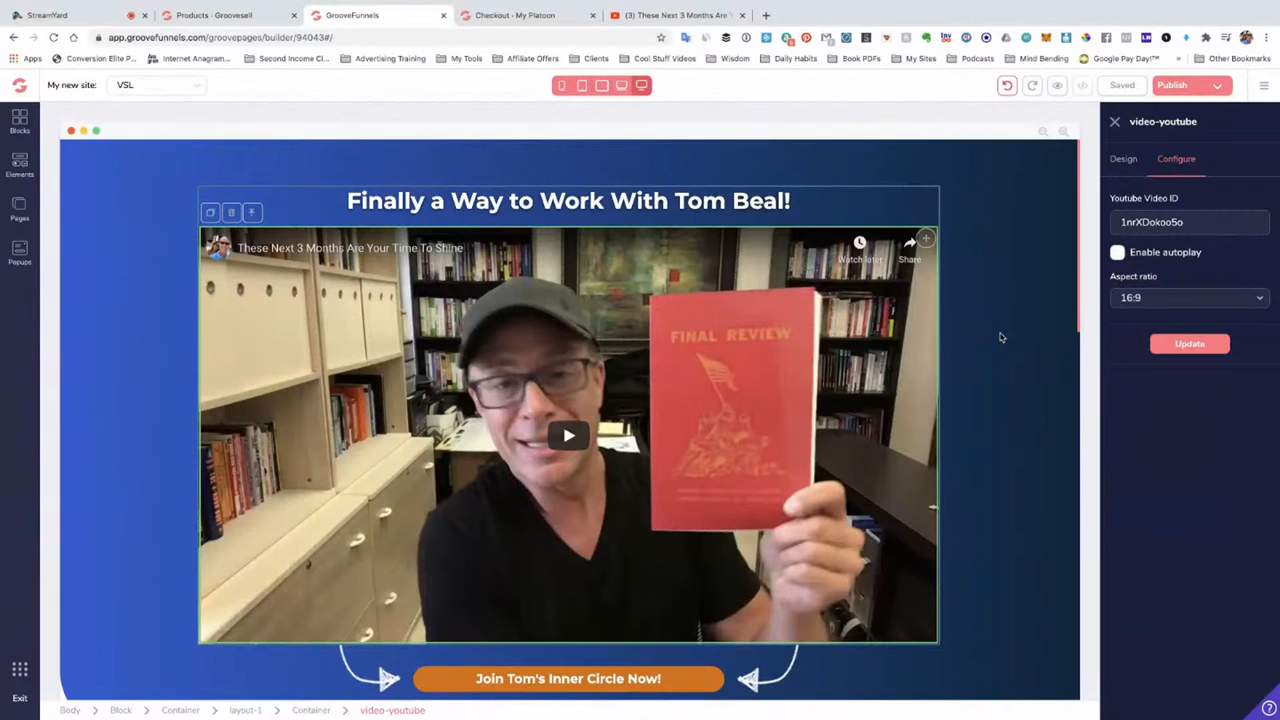 StreamYard
Products - Groovesell
GrooveFunnels
Checkout - My Platoon
(3) These Next 3 Months Are
app.groovefunnels.com/groovepages/builder/94043#/
Apps
Conversion Elite P...
Internet Anagram...
Second Income Ci...
Advertising Training
My Tools
Affiliate Offers
Clients
Cool Stuff Videos
Wisdom
Daily Habits
Book PDFs
My Sites
Podcasts
Mind Bending
Google Pay Day!™...
»
Other Bookmarks
My new site:
VSL
Saved
Publish
Blocks
Elements
Pages
Popups
Exit
Finally a Way to Work With Tom Beal!
These Next 3 Months Are Your Time To Shine
Watch later
Share
FINAL REVIEW
Join Tom's Inner Circle Now!
video-youtube
Design
Configure
Youtube Video ID
1nrXDokoo5o
Enable autoplay
Aspect ratio
16:9
Update
Body > Block > Container > layout-1 > Container > video-youtube